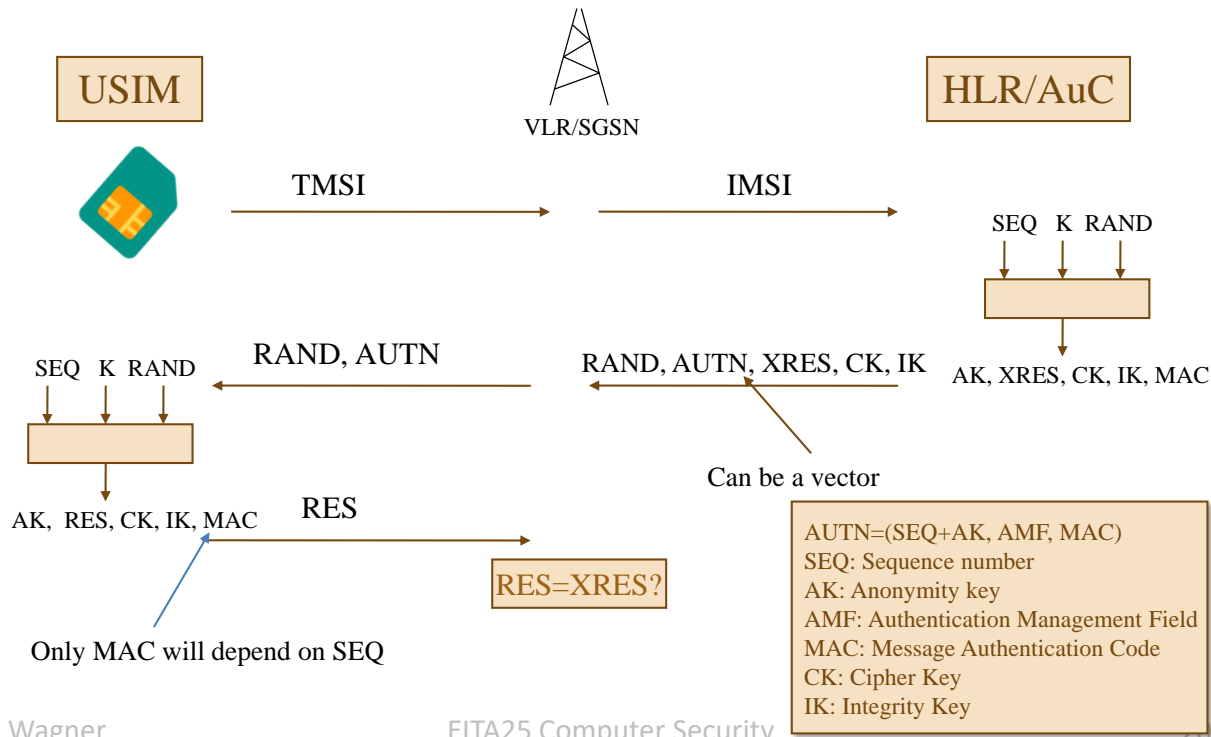 USIM
HLR/AuC
VLR/SGSN
TMSI
IMSI
SEQ K RAND
RAND, AUTN
RAND, AUTN, XRES, CK, IK
SEQ K RAND
AK, XRES, CK, IK, MAC
Can be a vector
AK, RES, CK, IK, MAC
RES
RES=XRES?
Only MAC will depend on SEQ
AUTN=(SEQ+AK, AMF, MAC)
SEQ: Sequence number
AK: Anonymity key
AMF: Authentication Management Field
MAC: Message Authentication Code
CK: Cipher Key
IK: Integrity Key
Wagner
EITA25 Computer Security